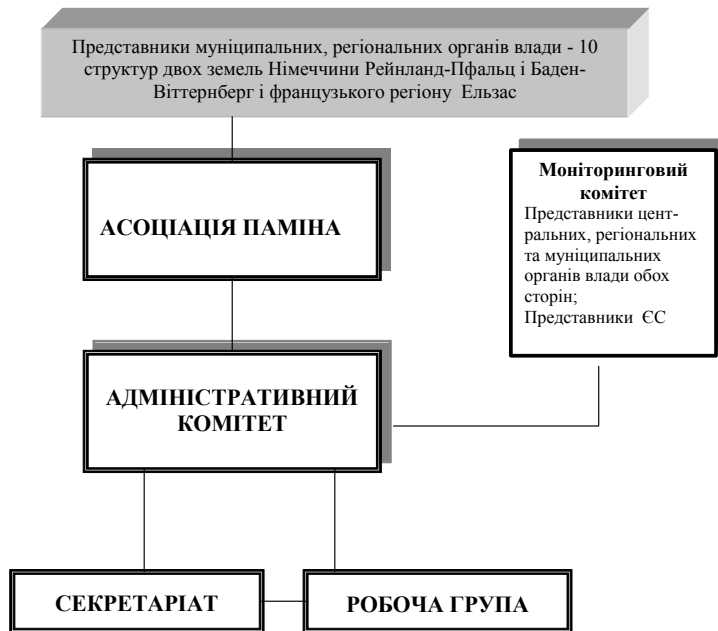 Представники муніципальних, регіональних органів влади - 10
структур двох земель Німеччини Рейнланд-Пфальц і Баден-
Віттернберг і французького регіону Ельзас
АСОЦІАЦІЯ ПАМІНА
Моніторинговий
комітет
Представники цент-
ральних, регіональних
та муніципальних
органів влади обох
сторін;
Представники ЄС
АДМІНІСТРАТИВНИЙ
КОМІТЕТ
СЕКРЕТАРІАТ
РОБОЧА ГРУПА